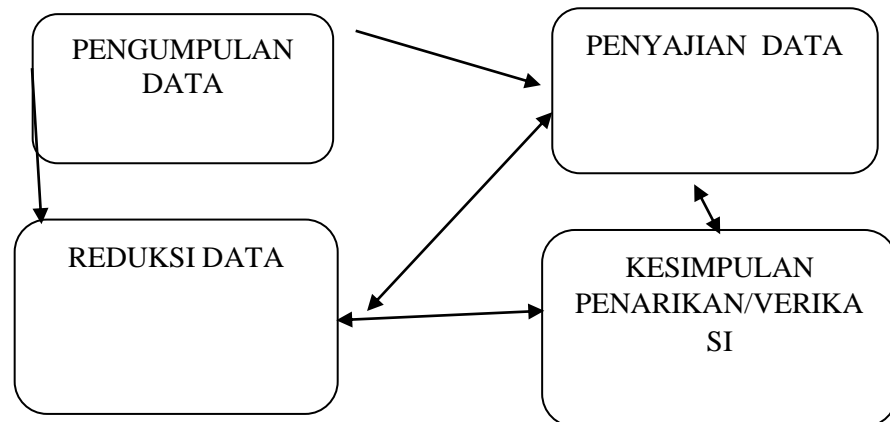 PENGUMPULAN
DATA
PENYAJIAN DATA
REDUKSI DATA
KESIMPULAN
PENARIKAN/VERIKA
SI